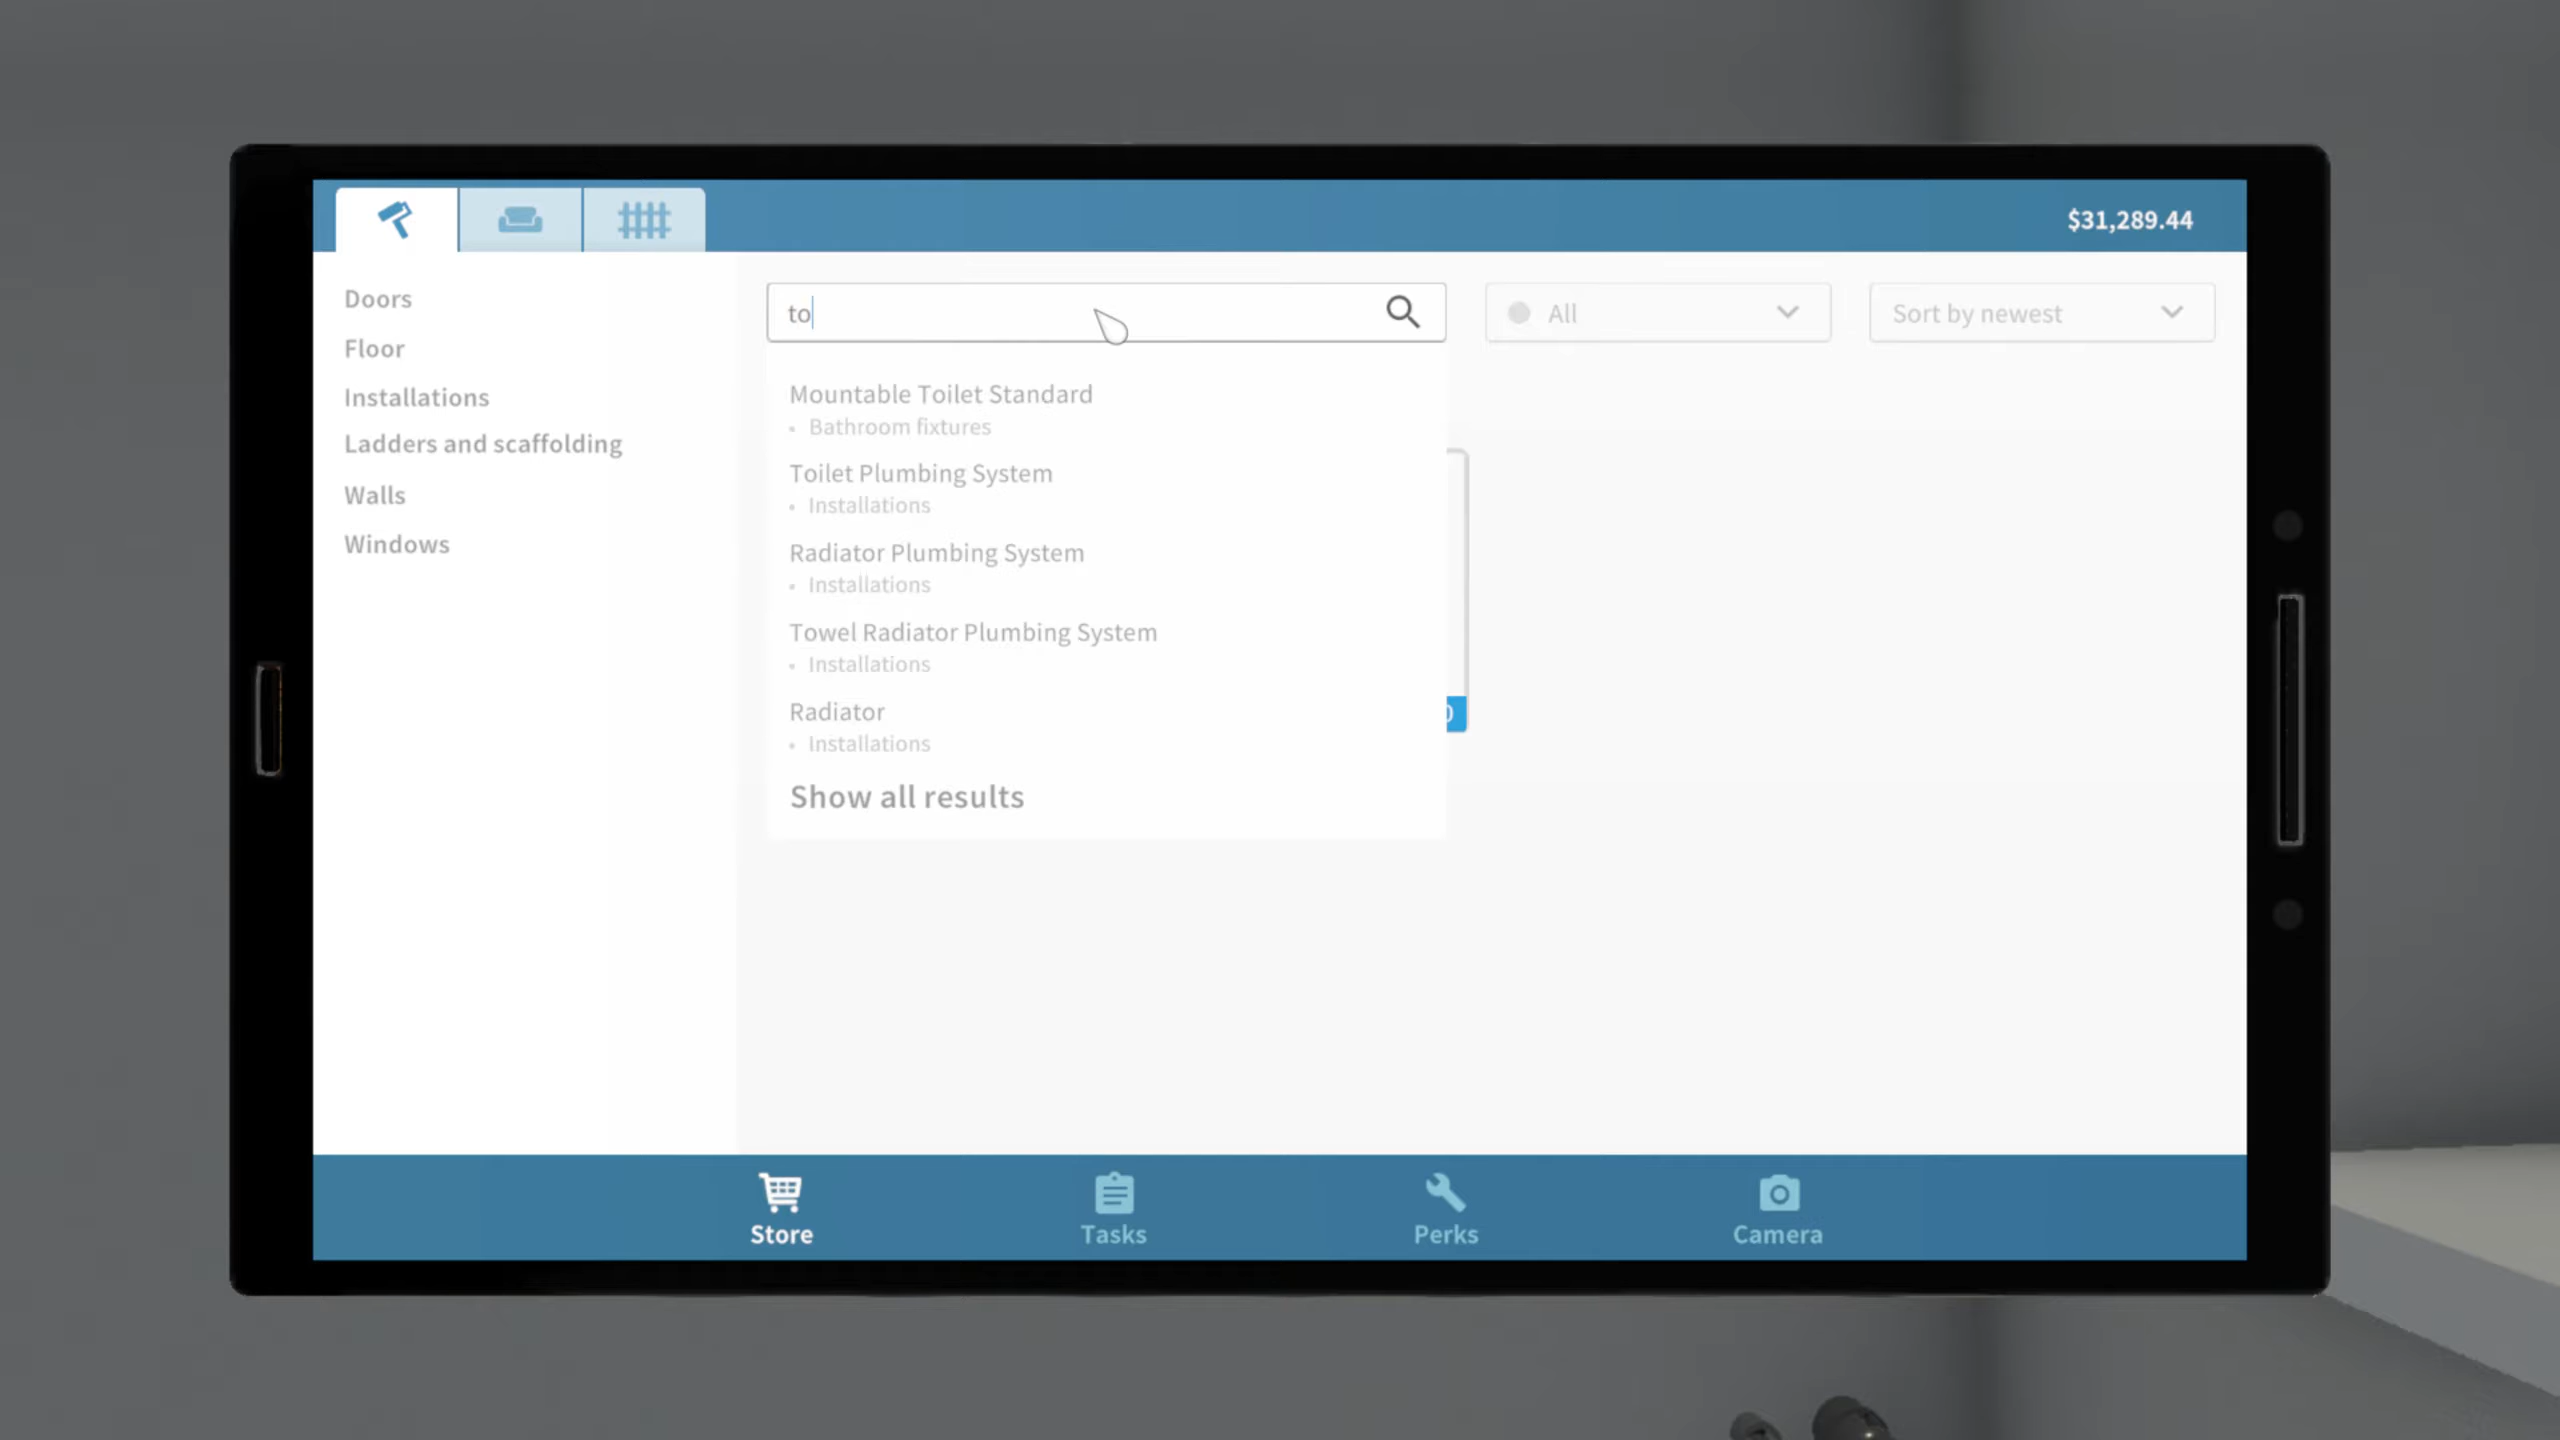 $31,289.44
Doors
Floor
Installations
Ladders and scaffolding
Walls
Windows
to
All
Sort by newest
Mountable Toilet Standard
• Bathroom fixtures
Toilet Plumbing System
• Installations
Radiator Plumbing System
• Installations
Towel Radiator Plumbing System
• Installations
Radiator
• Installations
Show all results
Store
Tasks
Perks
Camera